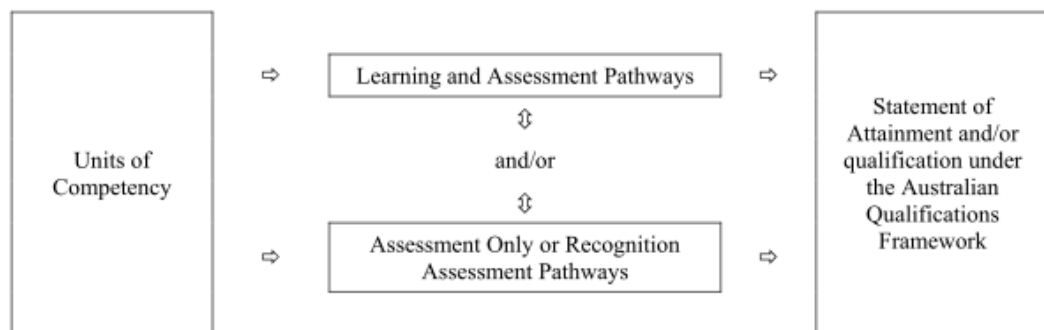 Units of
Competency
Learning and Assessment Pathways
and/or
Assessment Only or Recognition
Assessment Pathways
Statement of
Attainment and/or
qualification under
the Australian
Qualifications
Framework